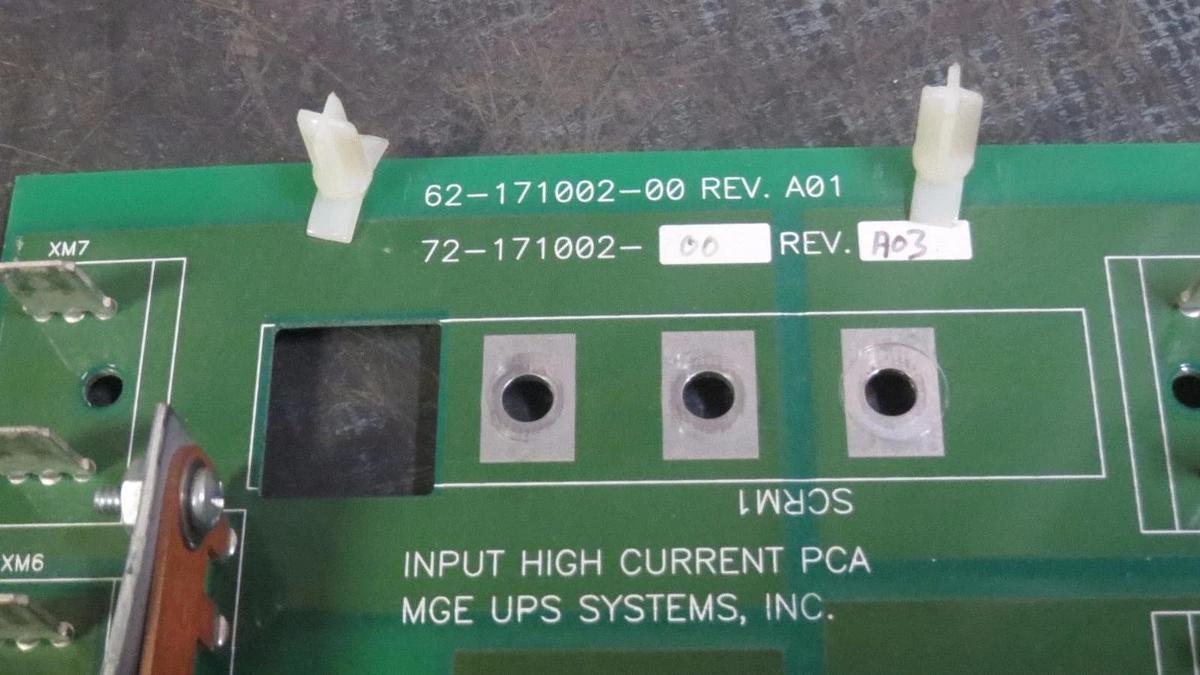 62-171002-00 REV. A01
72-171002- 00 REV. A03
XM7
SCRM1
INPUT HIGH CURRENT PCA
XM6
MGE UPS SYSTEMS, INC.